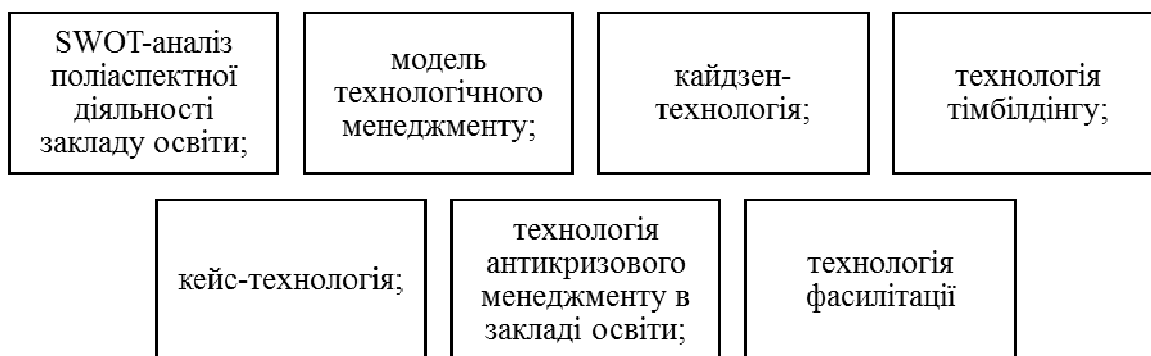 SWOT-аналіз
поліаспектної
діяльності
закладу освіти;
модель
технологічного
менеджменту;
кайдзен-
технологія;
технологія
тімбілдінгу;
кейс-технологія;
технологія
антикризового
менеджменту в
закладі освіти;
технологія
фасилітації